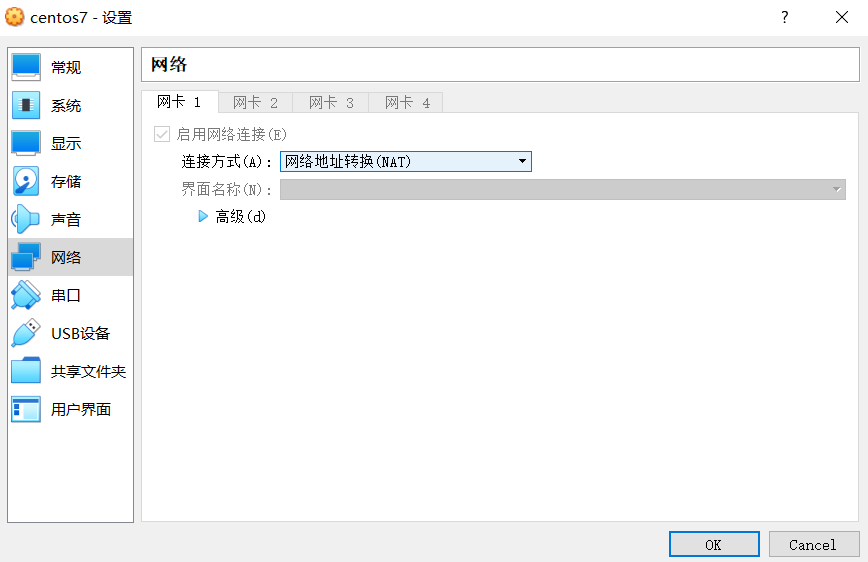 centos7 - 设置
常规
系统
显示
存储
声音
网络
串口
USB设备
共享文件夹
用户界面
网络
网卡 1 网卡 2 网卡 3 网卡 4
启用网络连接(E)
连接方式(A): 网络地址转换(NAT)
界面名称(N):
高级(d)
OK Cancel